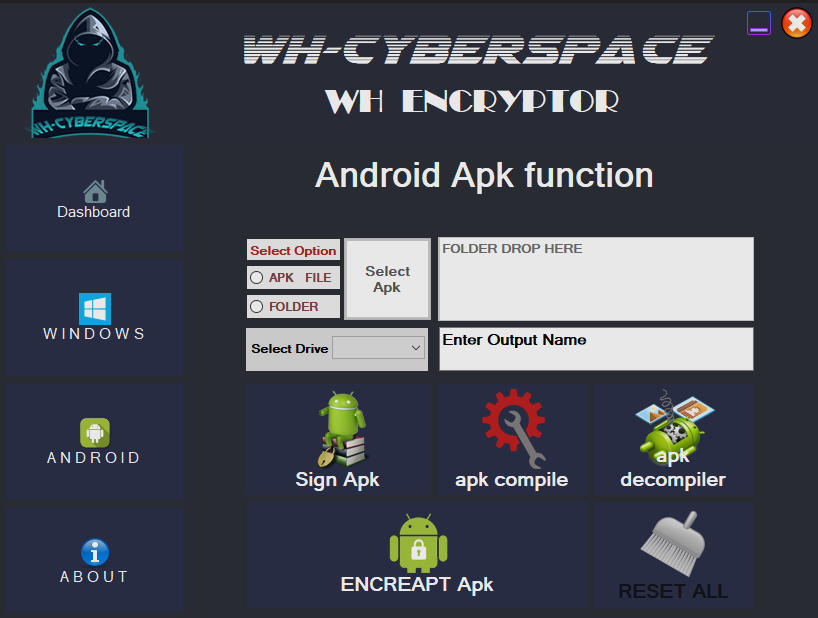 WH-CYBERSPACE
WH ENCRYPTOR
WH-CYBERSPACE
Android Apk function
Dashboard
WINDOWS
ANDROID
ABOUT
Select Option
APK FILE
FOLDER
Select
Apk
FOLDER DROP HERE
Select Drive
Enter Output Name
Sign Apk
apk compile
apk
decompiler
ENCREAPT Apk
RESET ALL